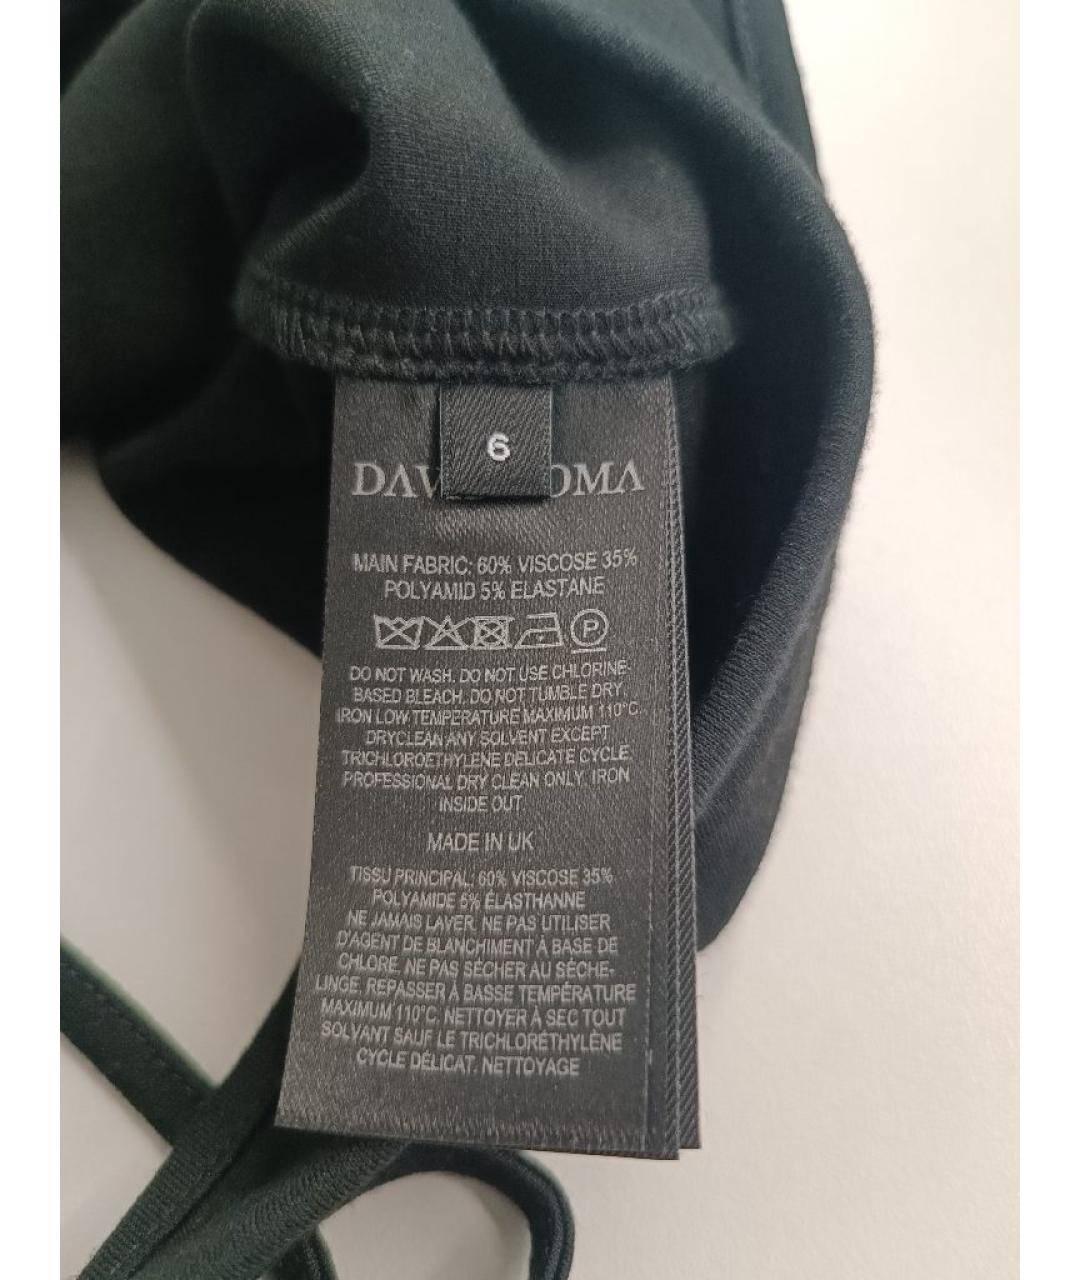 6
DAV OMA
MAIN FABRIC: 60% VISCOSE 35%
POLYAMID 5% ELASTANE
P
DO NOT WASH. DO NOT USE CHLORINE-
BASED BLEACH. DO NOT TUMBLE DRY.
IRON LOW TEMPERATURE MAXIMUM 110°C.
DRYCLEAN ANY SOLVENT EXCEPT
TRICHLOROETHYLENE DELICATE CYCLE.
PROFESSIONAL DRY CLEAN ONLY. IRON
INSIDE OUT
MADE IN UK
TISSU PRINCIPAL: 60% VISCOSE 35%
POLYAMIDE 5% ÉLASTHANNE
NE JAMAIS LAVER. NE PAS UTILISER
D'AGENT DE BLANCHIMENT À BASE DE
CHLORE. NE PAS SÉCHER AU SÈCHE-
LINGE. REPASSER À BASSE TEMPÉRATURE
MAXIMUM 110°C. NETTOYER À SEC TOUT
SOLVANT SAUF LE TRICHLORÉTHYLÈNE
CYCLE DÉLICAT. NETTOYAGE